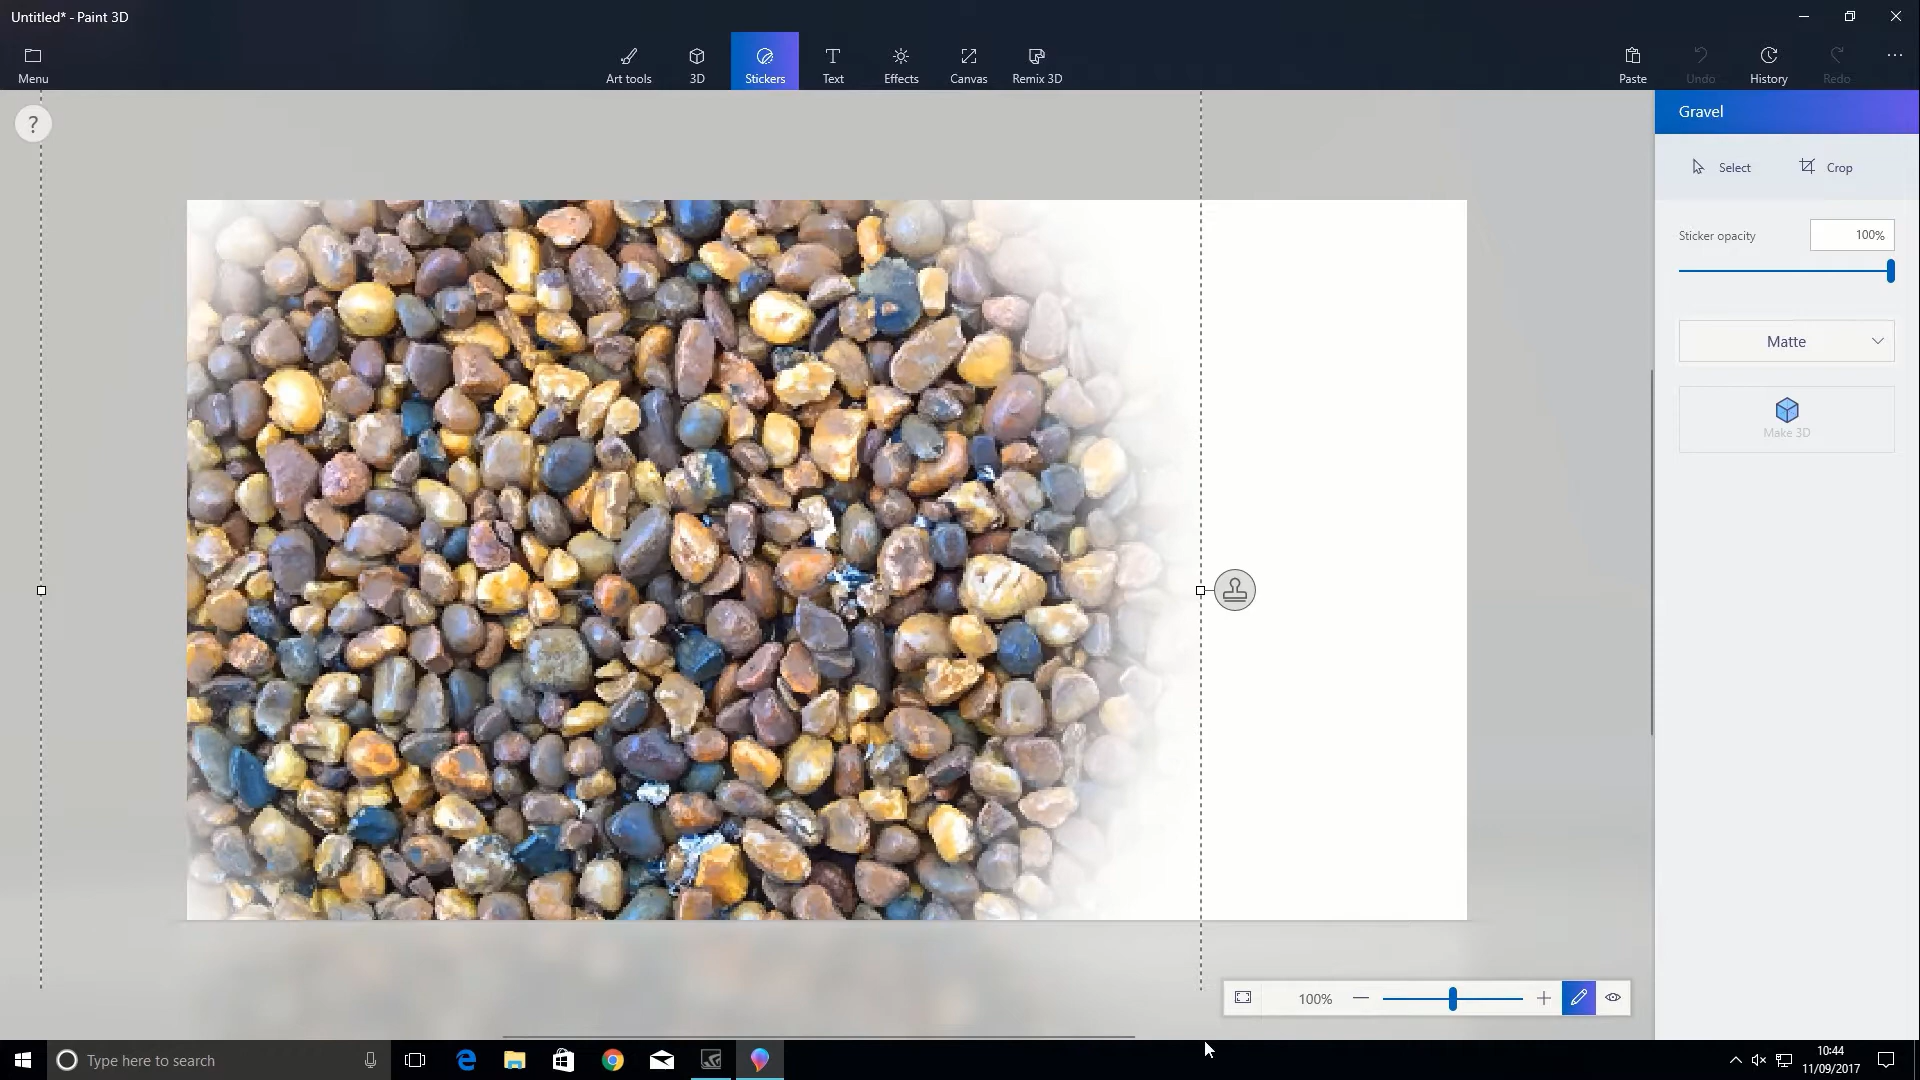 Untitled* - Paint 3D
Menu
Art tools
3D
Stickers
Text
Effects
Canvas
Remix 3D
Paste
Undo
History
Redo
?
Gravel
Select
Crop
Sticker opacity
100%
Matte
Make 3D
100%
Type here to search
10:44
11/09/2017